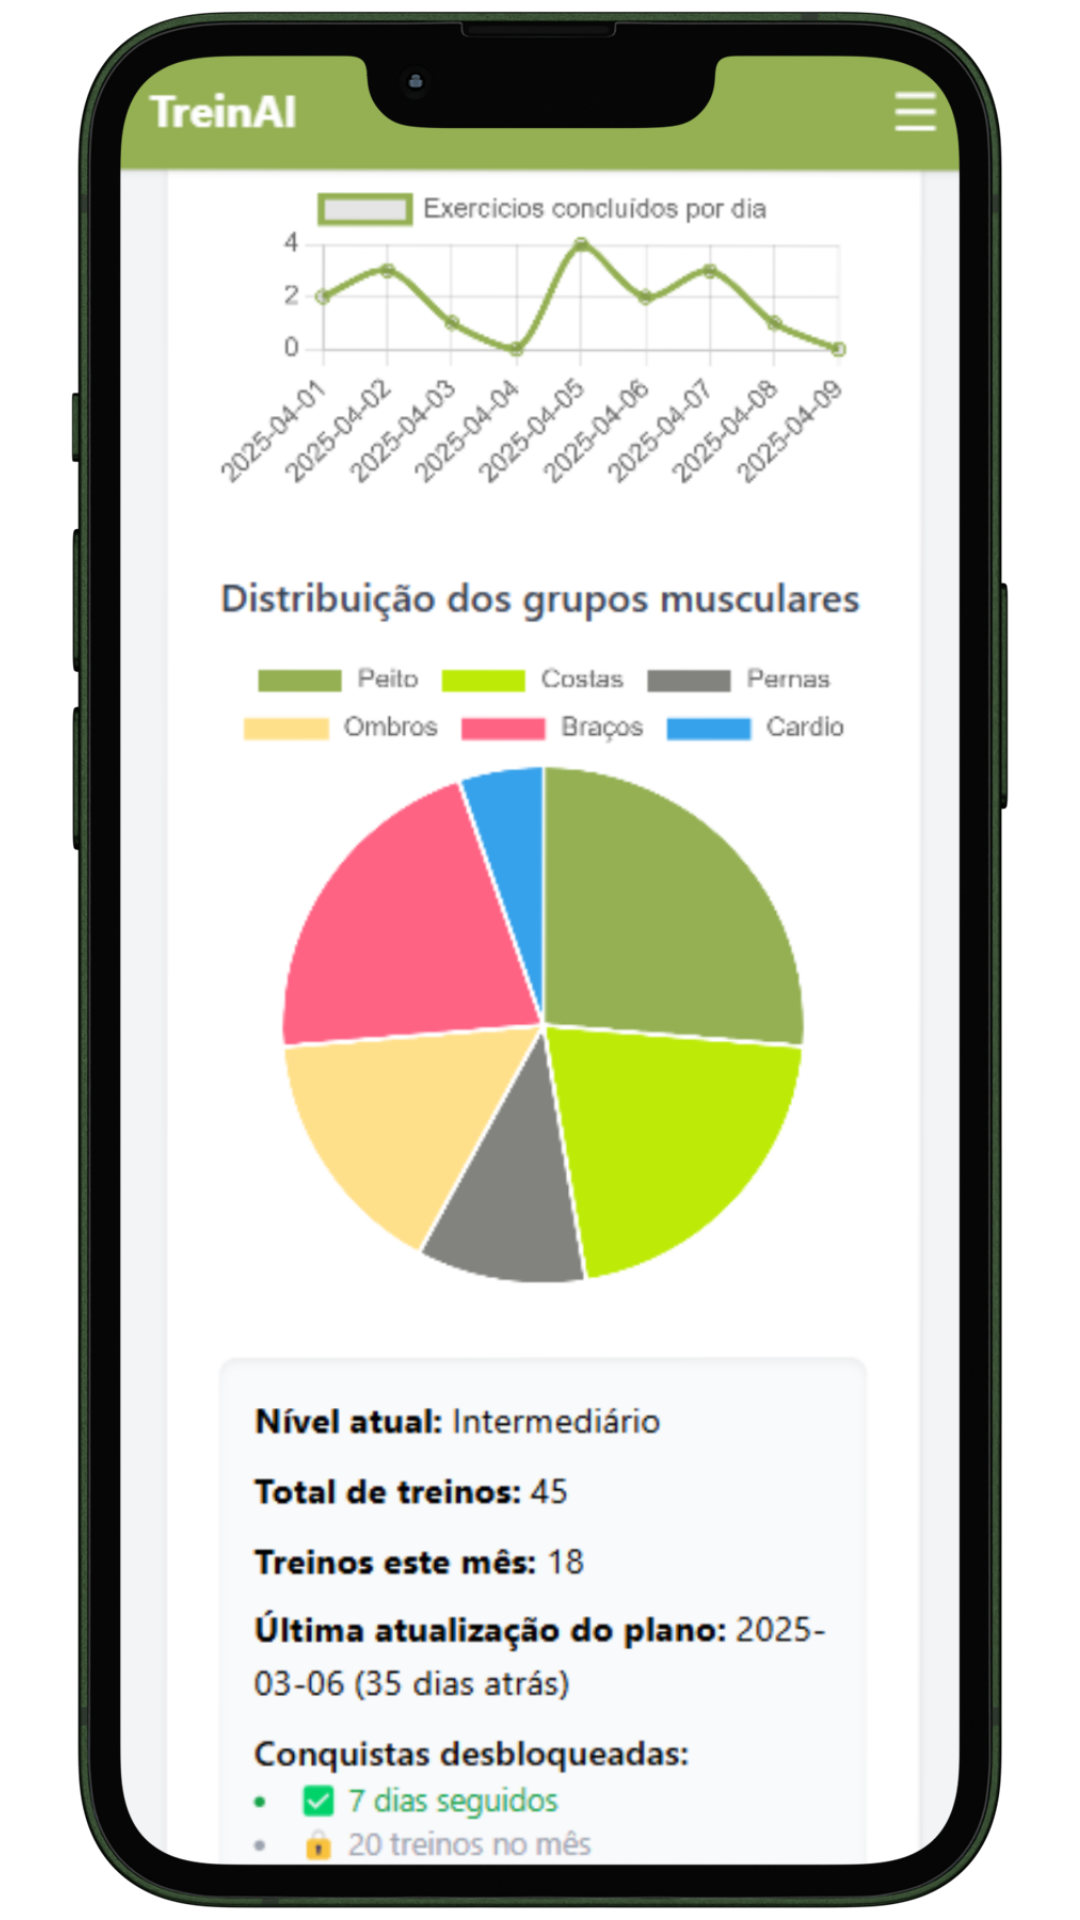 TreinAI
Exercicios concluídos por dia
4
2
0
2025-04-01
2025-04-02
2025-04-03
2025-04-04
2025-04-05
2025-04-06
2025-04-07
2025-04-08
2025-04-09
Distribuição dos grupos musculares
Peito Costas Pernas
Ombros Braços Cardio
Nível atual: Intermediário
Total de treinos: 45
Treinos este mês: 18
Última atualização do plano: 2025-
03-06 (35 dias atrás)
Conquistas desbloqueadas:
• ✅ 7 dias seguidos
• 🔒 20 treinos no mês